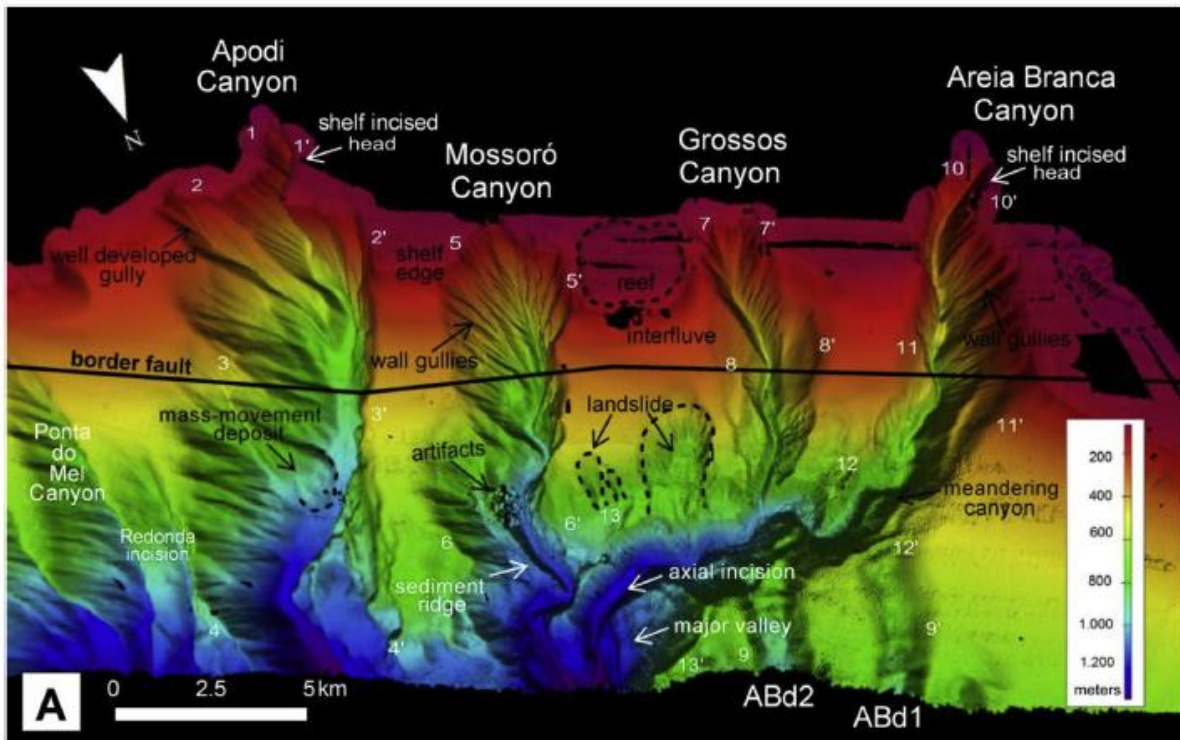 Apodi
Canyon
Areia Branca
Canyon
N
1
1'
shelf incised
head
Mossoró
Canyon
Grossos
Canyon
10
shelf incised
head
10'
2
well developed
gully
2'
shelf
edge
5
5'
reef
7
7'
reef
interfluve
wall gullies
wall gullies
8
8'
11
border fault
3
3'
mass-movement
deposit
landslide
11'
Ponta
do
Mel
Canyon
artifacts
12
meandering
canyon
Redonda
incision
6
6'
13
12'
sediment
ridge
axial incision
4
4'
major valley
9'
13'
9
ABd2
ABd1
200
400
600
800
1.000
1.200
meters
A
0 2.5 5km